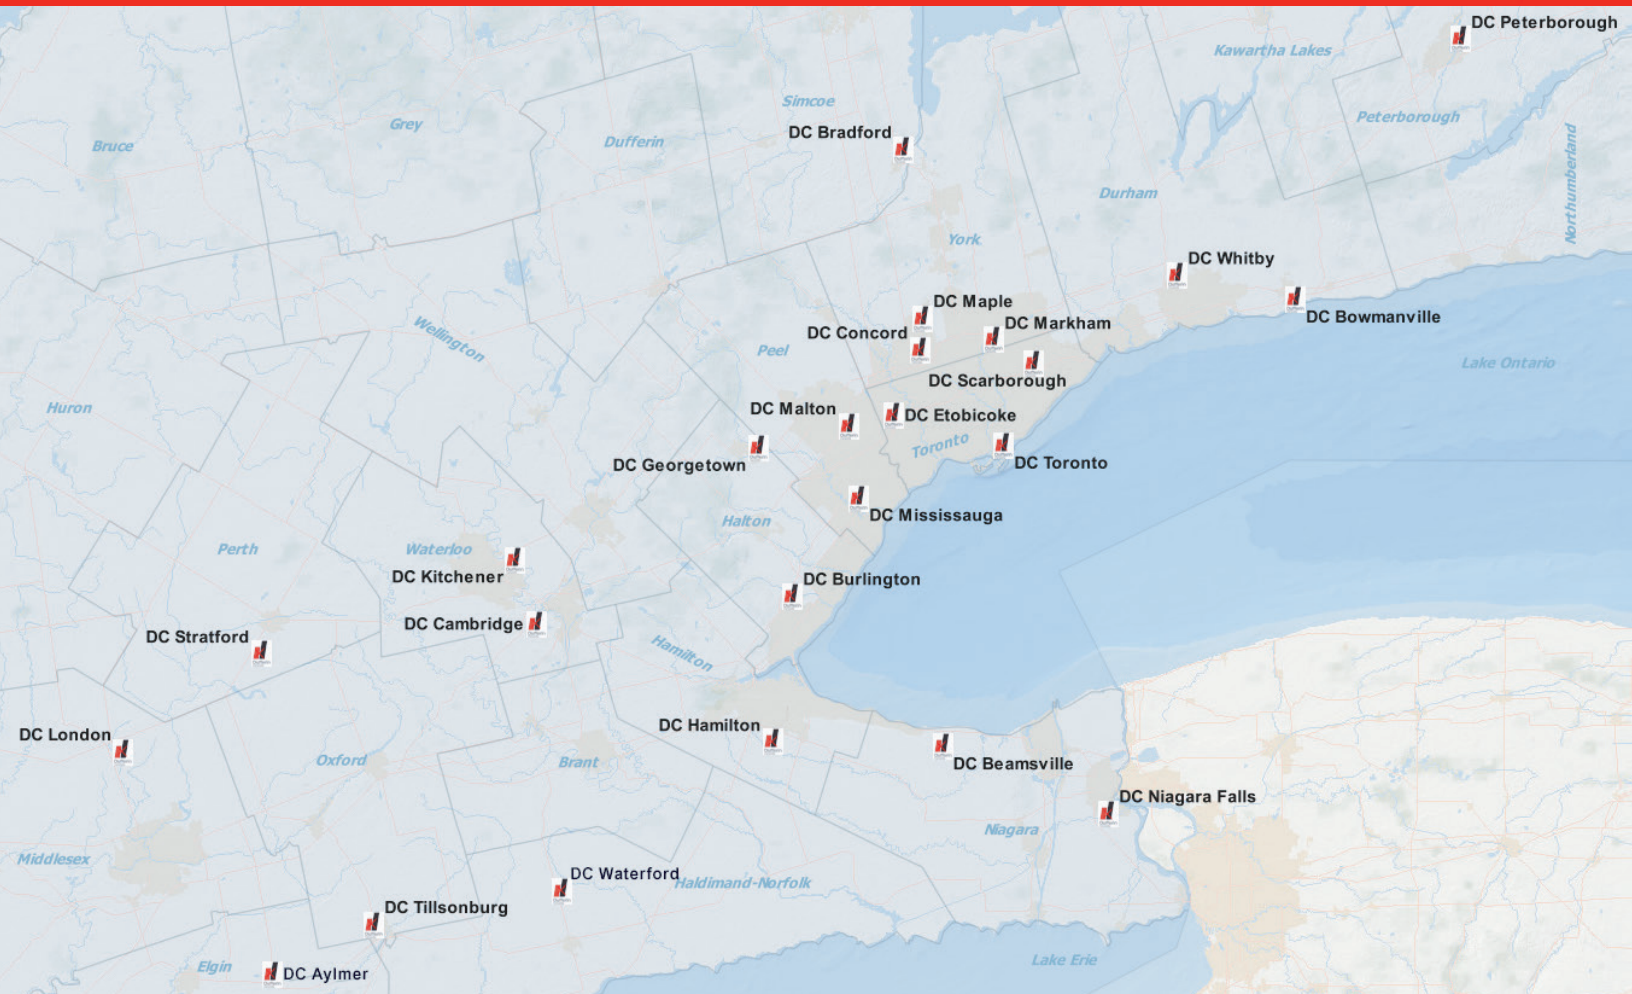 DC Peterborough
Kawartha Lakes
Simcoe
Peterborough
Grey
DC Bradford
Dufferin
Bruce
Northumberland
Durham
York
DC Whitby
DC Maple
DC Bowmanville
DC Markham
Wellington
DC Concord
Peel
Lake Ontario
DC Scarborough
Huron
DC Malton
DC Etobicoke
Toronto
DC Georgetown
DC Toronto
DC Mississauga
Halton
Perth
Waterloo
DC Kitchener
DC Burlington
DC Cambridge
DC Stratford
Hamilton
DC Hamilton
DC London
Oxford
Brant
DC Beamsville
DC Niagara Falls
Niagara
Middlesex
DC Waterford
Haldimand-Norfolk
DC Tillsonburg
Lake Erie
Elgin
DC Aylmer